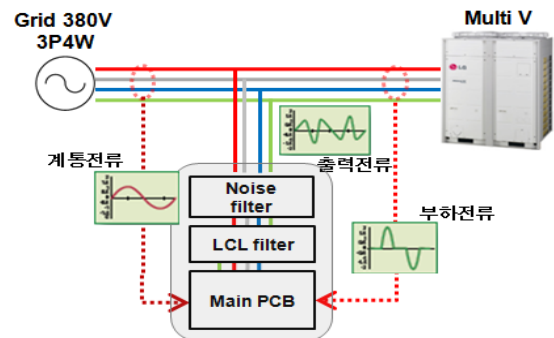 Grid 380V
3P4W
Multi V
LG
계통전류
출력전류
부하전류
Noise
filter
LCL filter
Main PCB